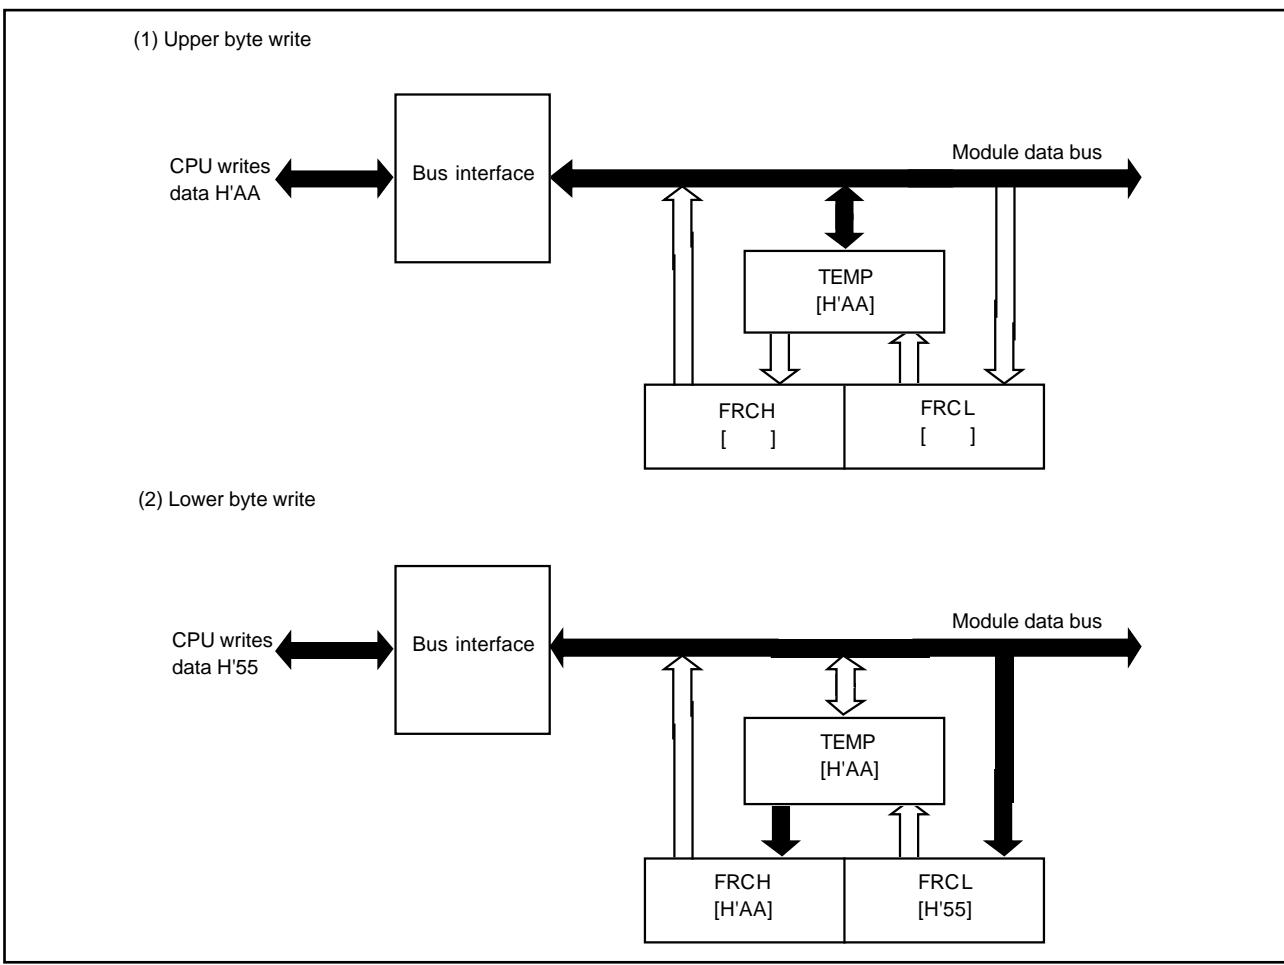 (1) Upper byte write
CPU writes
data H'AA
Bus interface
Module data bus
TEMP
[H'AA]
FRCH
[ ]
FRCL
[ ]
(2) Lower byte write
CPU writes
data H'55
Bus interface
Module data bus
TEMP
[H'AA]
FRCH
[H'AA]
FRCL
[H'55]